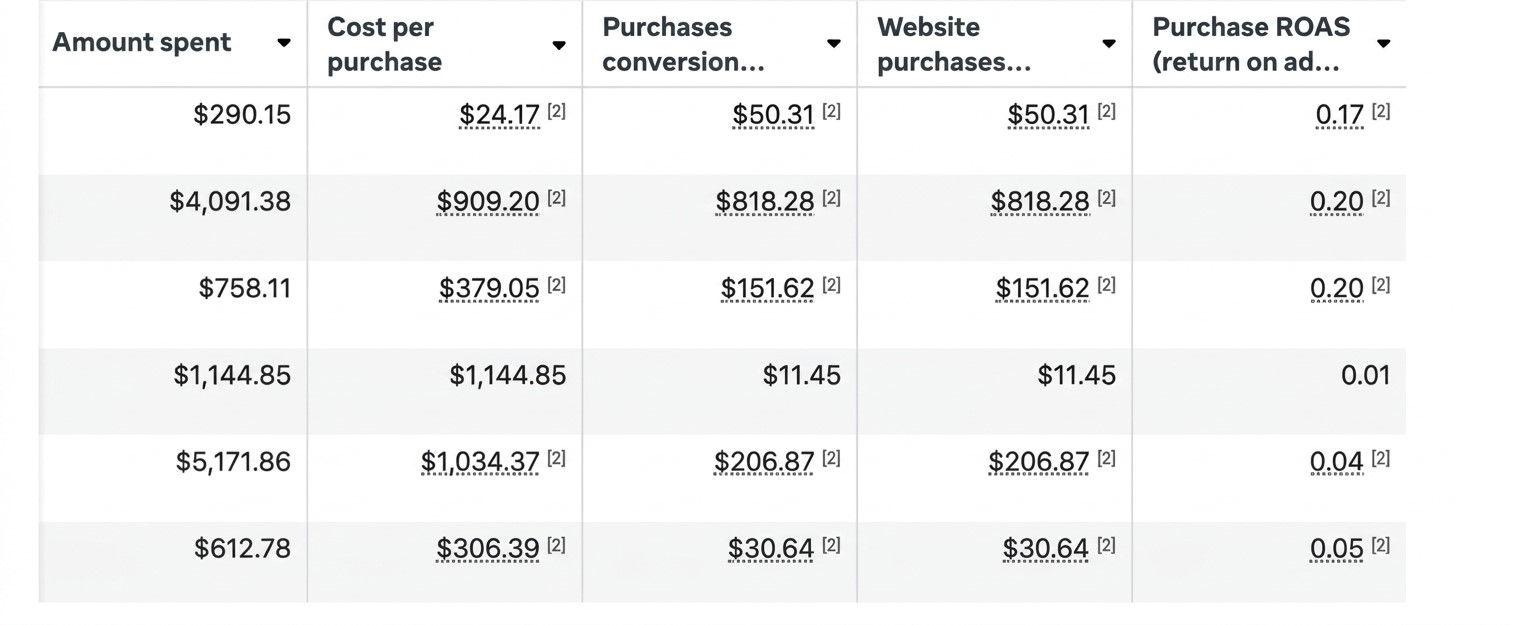 Amount spent Cost per purchase Purchases conversion... Website purchases... Purchase ROAS (return on ad...
$290.15 $24.17 [2] $50.31 [2] $50.31 [2] 0.17 [2]
$4,091.38 $909.20 [2] $818.28 [2] $818.28 [2] 0.20 [2]
$758.11 $379.05 [2] $151.62 [2] $151.62 [2] 0.20 [2]
$1,144.85 $1,144.85 $11.45 $11.45 0.01
$5,171.86 $1,034.37 [2] $206.87 [2] $206.87 [2] 0.04 [2]
$612.78 $306.39 [2] $30.64 [2] $30.64 [2] 0.05 [2]